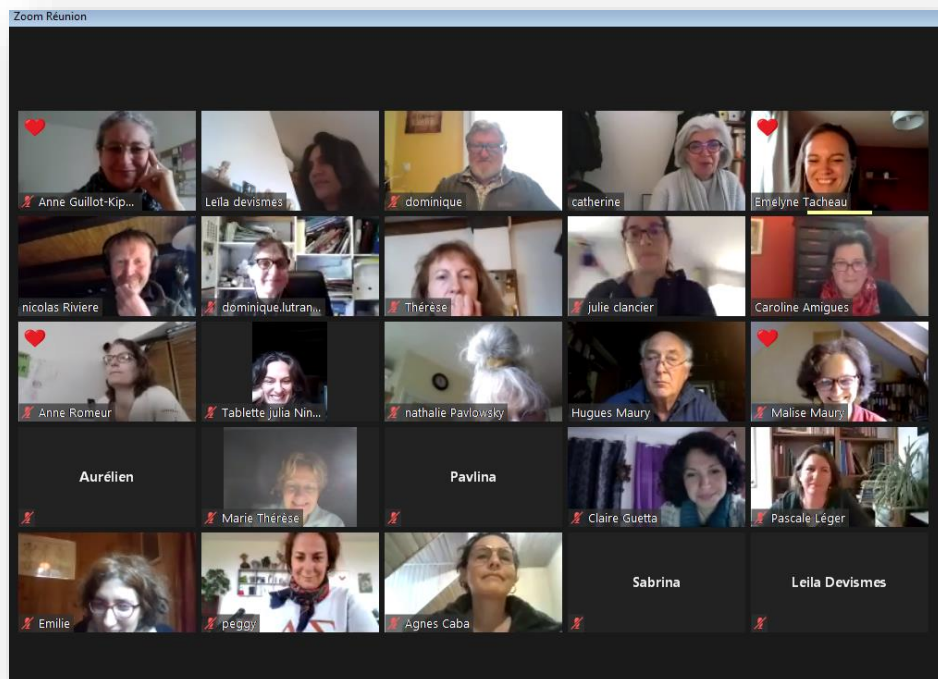 Zoom Réunion
Anne Guillot-Kip...
Leïla devismes
dominique
catherine
Emelyne Tacheau
nicolas Riviere
dominique.lutran...
Thérèse
julie clancier
Caroline Amigues
Anne Romeur
Tablette julia Nin...
nathalie Pavlowsky
Hugues Maury
Malise Maury
Aurélien
Marie Thérèse
Pavlina
Claire Guetta
Pascale Léger
Emilie
peggy
Agnes Caba
Sabrina
Leila Devismes